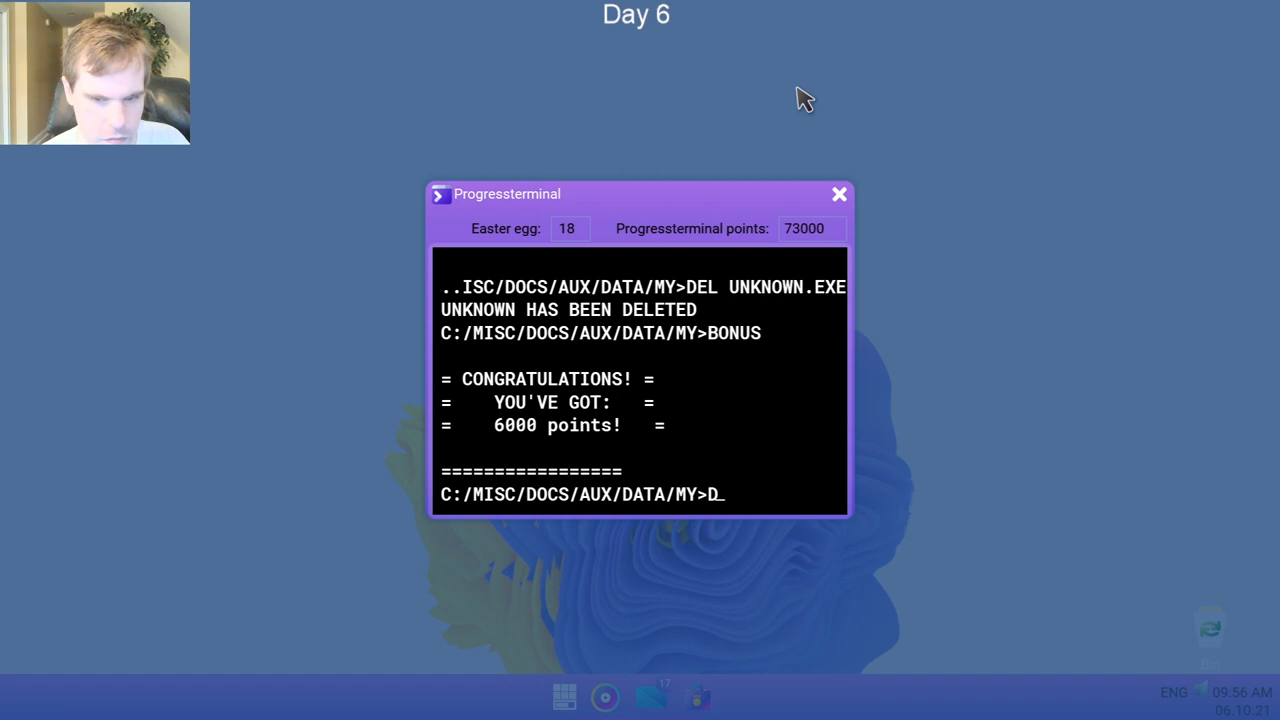 Day 6
Progressterminal
Easter egg: 18 Progressterminal points: 73000
..ISC/DOCS/AUX/DATA/MY>DEL UNKNOWN.EXE
UNKNOWN HAS BEEN DELETED
C:/MISC/DOCS/AUX/DATA/MY>BONUS
= CONGRATULATIONS! =
= YOU'VE GOT: =
= 6000 points! =
=================
C:/MISC/DOCS/AUX/DATA/MY>D_
Bin
17
ENG 09:56 AM
06.10.21